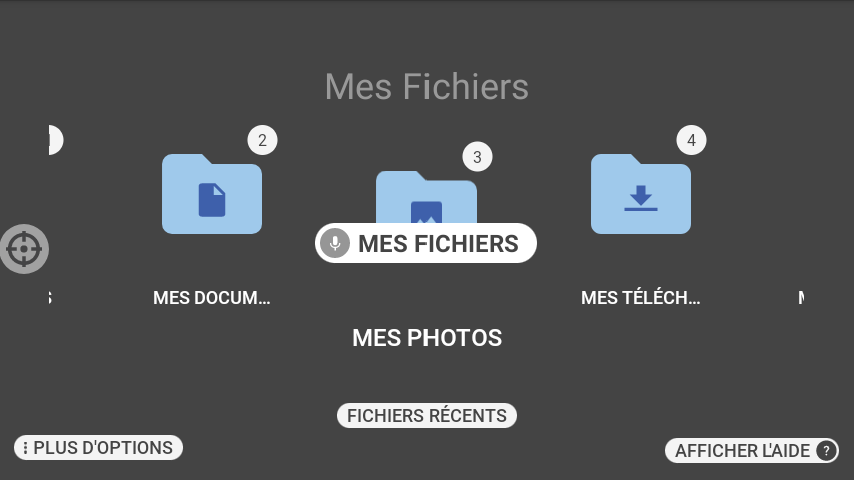 Mes Fichiers
2
3
4
MES FICHIERS
MES DOCUM...
MES TÉLÉCH...
MES PHOTOS
FICHIERS RÉCENTS
PLUS D'OPTIONS
AFFICHER L'AIDE ?